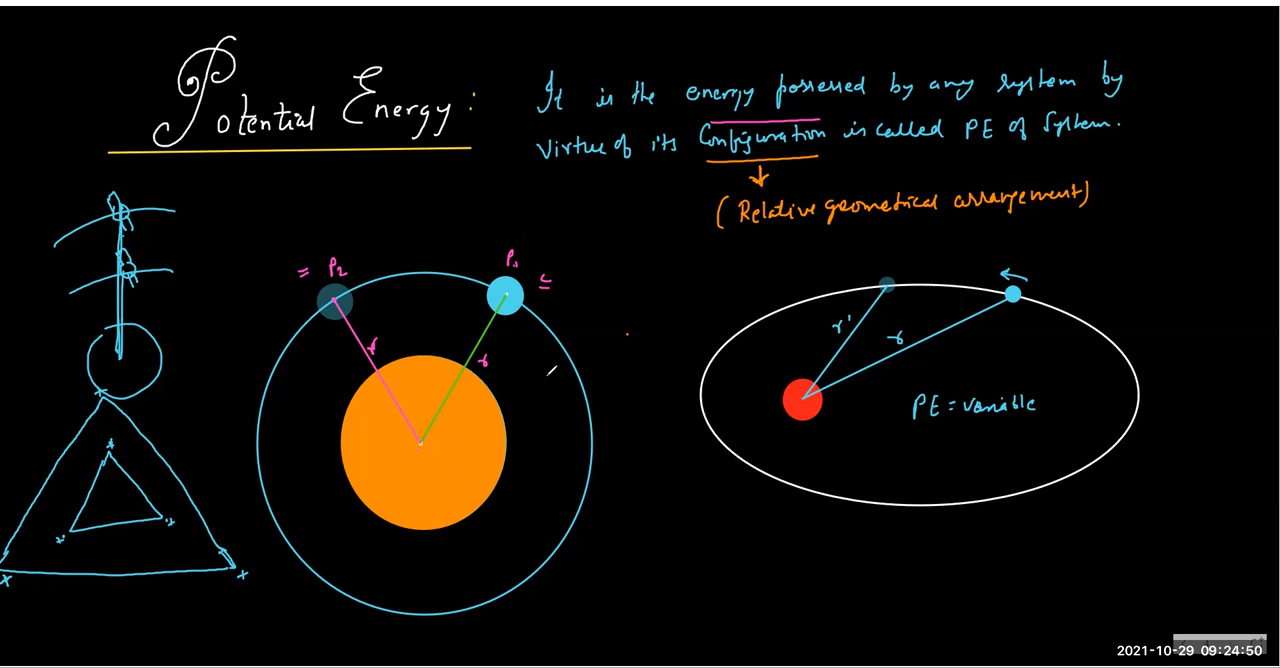 Potential Energy :
It is the energy possessed by any system by
virtue of its Configuration is called PE of System.
(Relative geometrical arrangement)
= P2
P1
r
r
r'
r
PE = variable
x
x
x
x
x
x
2021-10-29 09:24:50